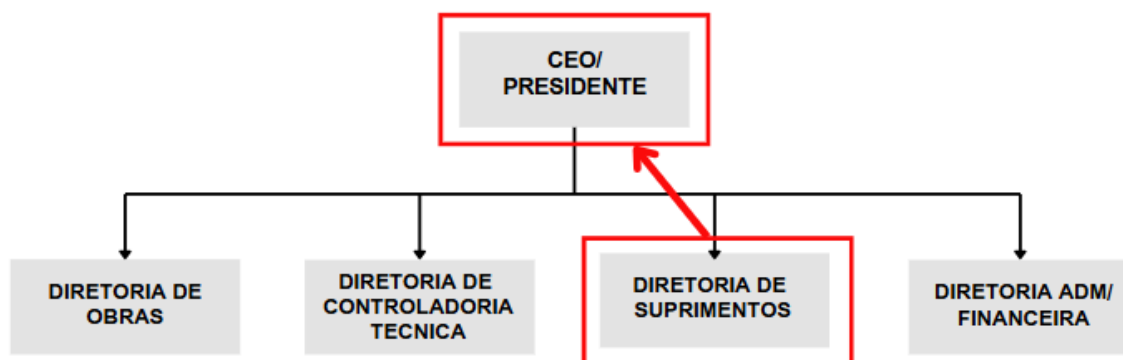 CEO/
PRESIDENTE
DIRETORIA DE
OBRAS
DIRETORIA DE
CONTROLADORIA
TECNICA
DIRETORIA DE
SUPRIMENTOS
DIRETORIA ADM/
FINANCEIRA